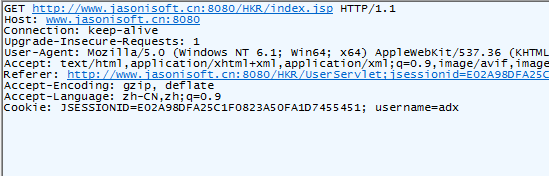 GET http://www.jasonisoft.cn:8080/HKR/index.jsp HTTP/1.1
Host: www.jasonisoft.cn:8080
Connection: keep-alive
Upgrade-Insecure-Requests: 1
User-Agent: Mozilla/5.0 (Windows NT 6.1; Win64; x64) AppleWebKit/537.36 (KHTML
Accept: text/html,application/xhtml+xml,application/xml;q=0.9,image/avif,image
Referer: http://www.jasonisoft.cn:8080/HKR/UserServlet;jsessionid=E02A98DFA25C
Accept-Encoding: gzip, deflate
Accept-Language: zh-CN,zh;q=0.9
Cookie: JSESSIONID=E02A98DFA25C1F0823A50FA1D7455451; username=adx